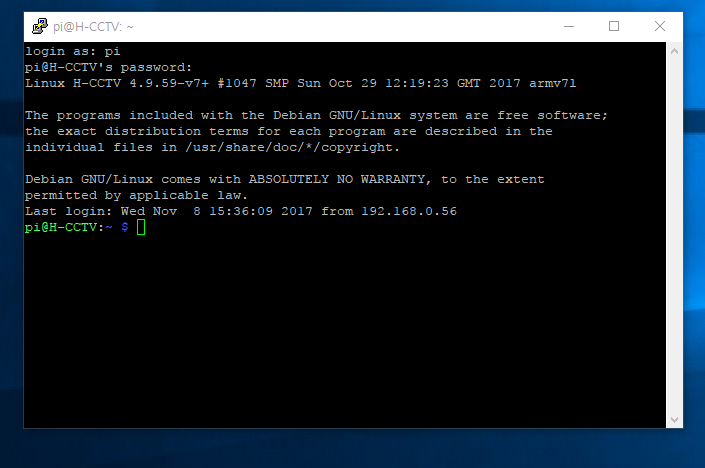 pi@H-CCTV: ~
login as: pi
pi@H-CCTV's password:
Linux H-CCTV 4.9.59-v7+ #1047 SMP Sun Oct 29 12:19:23 GMT 2017 armv7l
The programs included with the Debian GNU/Linux system are free software;
the exact distribution terms for each program are described in the
individual files in /usr/share/doc/*/copyright.
Debian GNU/Linux comes with ABSOLUTELY NO WARRANTY, to the extent
permitted by applicable law.
Last login: Wed Nov  8 15:36:09 2017 from 192.168.0.56
pi@H-CCTV:~ $